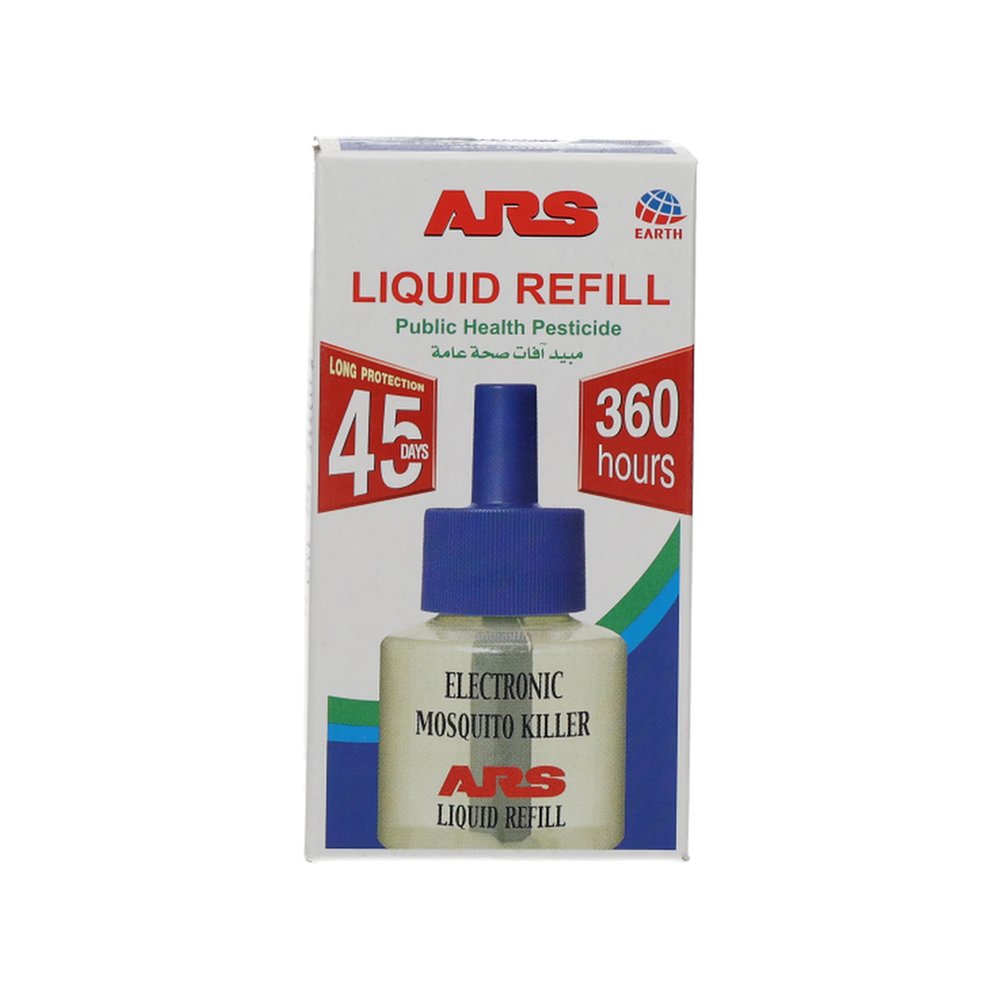 ARS
EARTH
LIQUID REFILL
Public Health Pesticide
مبيد آفات صحة عامة
LONG PROTECTION
45
DAYS
360
hours
ELECTRONIC
MOSQUITO KILLER
ARS
LIQUID REFILL